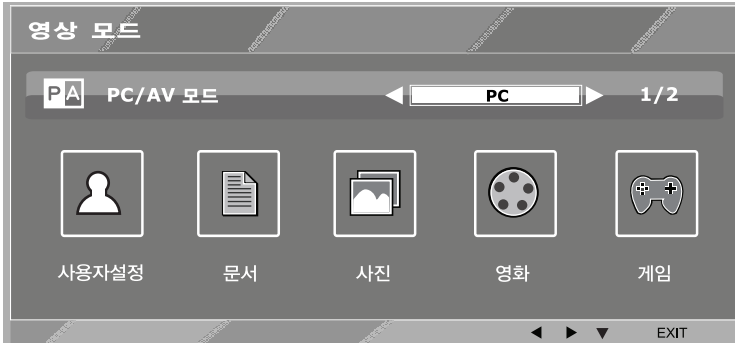 영상 모드
PA PC/AV 모드 PC 1/2
사용자설정 문서 사진 영화 게임
EXIT